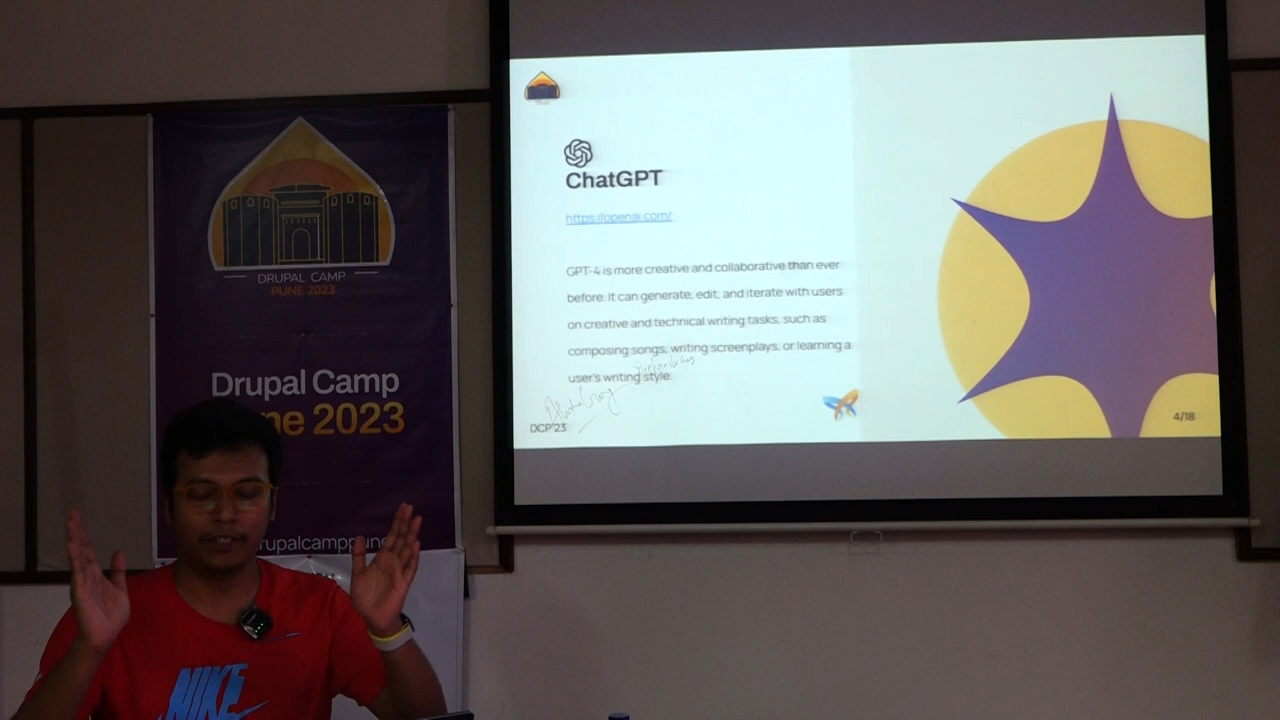 DRUPAL CAMP
PUNE 2023
Drupal Camp
ne 2023
rupalcamppune
NIKE
ChatGPT
https://openai.com/
GPT-4 is more creative and collaborative than ever
before. It can generate, edit, and iterate with users
on creative and technical writing tasks, such as
composing songs, writing screenplays, or learning a
user's writing style.
DCP'23
4/18